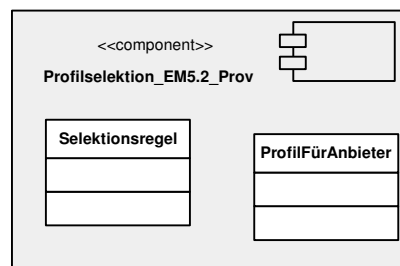 <<component>>
Profilselektion_EM5.2_Prov
Selektionsregel
ProfilFürAnbieter